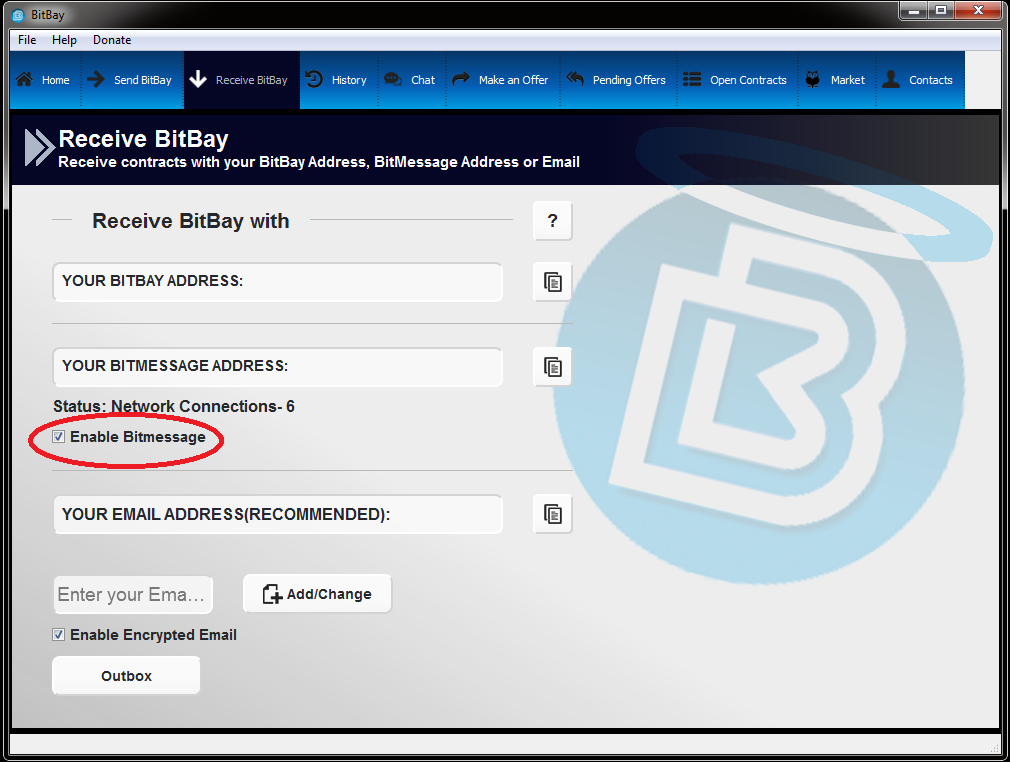 BitBay
File Help Donate
Home Send BitBay Receive BitBay History Chat Make an Offer Pending Offers Open Contracts Market Contacts
Receive BitBay
Receive contracts with your BitBay Address, BitMessage Address or Email
Receive BitBay with ?
YOUR BITBAY ADDRESS:
YOUR BITMESSAGE ADDRESS:
Status: Network Connections- 6
Enable Bitmessage
YOUR EMAIL ADDRESS(RECOMMENDED):
Enter your Ema... Add/Change
Enable Encrypted Email
Outbox